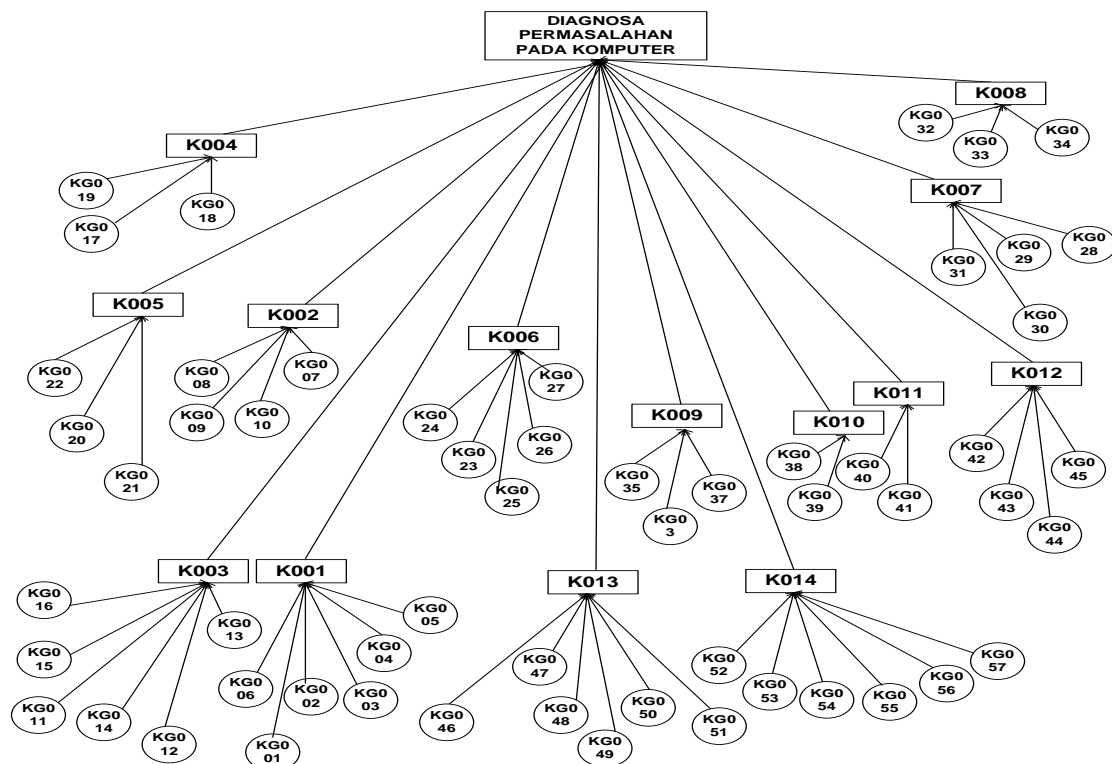 DIAGNOSA
PERMASALAHAN
PADA KOMPUTER
K008
KG0
32
KG0
33
KG0
34
K004
KG0
19
KG0
17
KG0
18
K007
KG0
31
KG0
29
KG0
28
KG0
30
K005
KG0
22
KG0
20
KG0
21
K002
KG0
08
KG0
09
KG0
10
KG0
07
K006
KG0
24
KG0
23
KG0
25
KG0
26
KG0
27
K009
KG0
35
KG0
3
KG0
37
K010
KG0
38
KG0
39
K011
KG0
40
KG0
41
K012
KG0
42
KG0
43
KG0
44
KG0
45
K003
KG0
16
KG0
15
KG0
11
KG0
14
KG0
12
KG0
13
K001
KG0
06
KG0
01
KG0
02
KG0
03
KG0
04
KG0
05
K013
KG0
46
KG0
47
KG0
48
KG0
49
KG0
50
KG0
51
K014
KG0
52
KG0
53
KG0
54
KG0
55
KG0
56
KG0
57